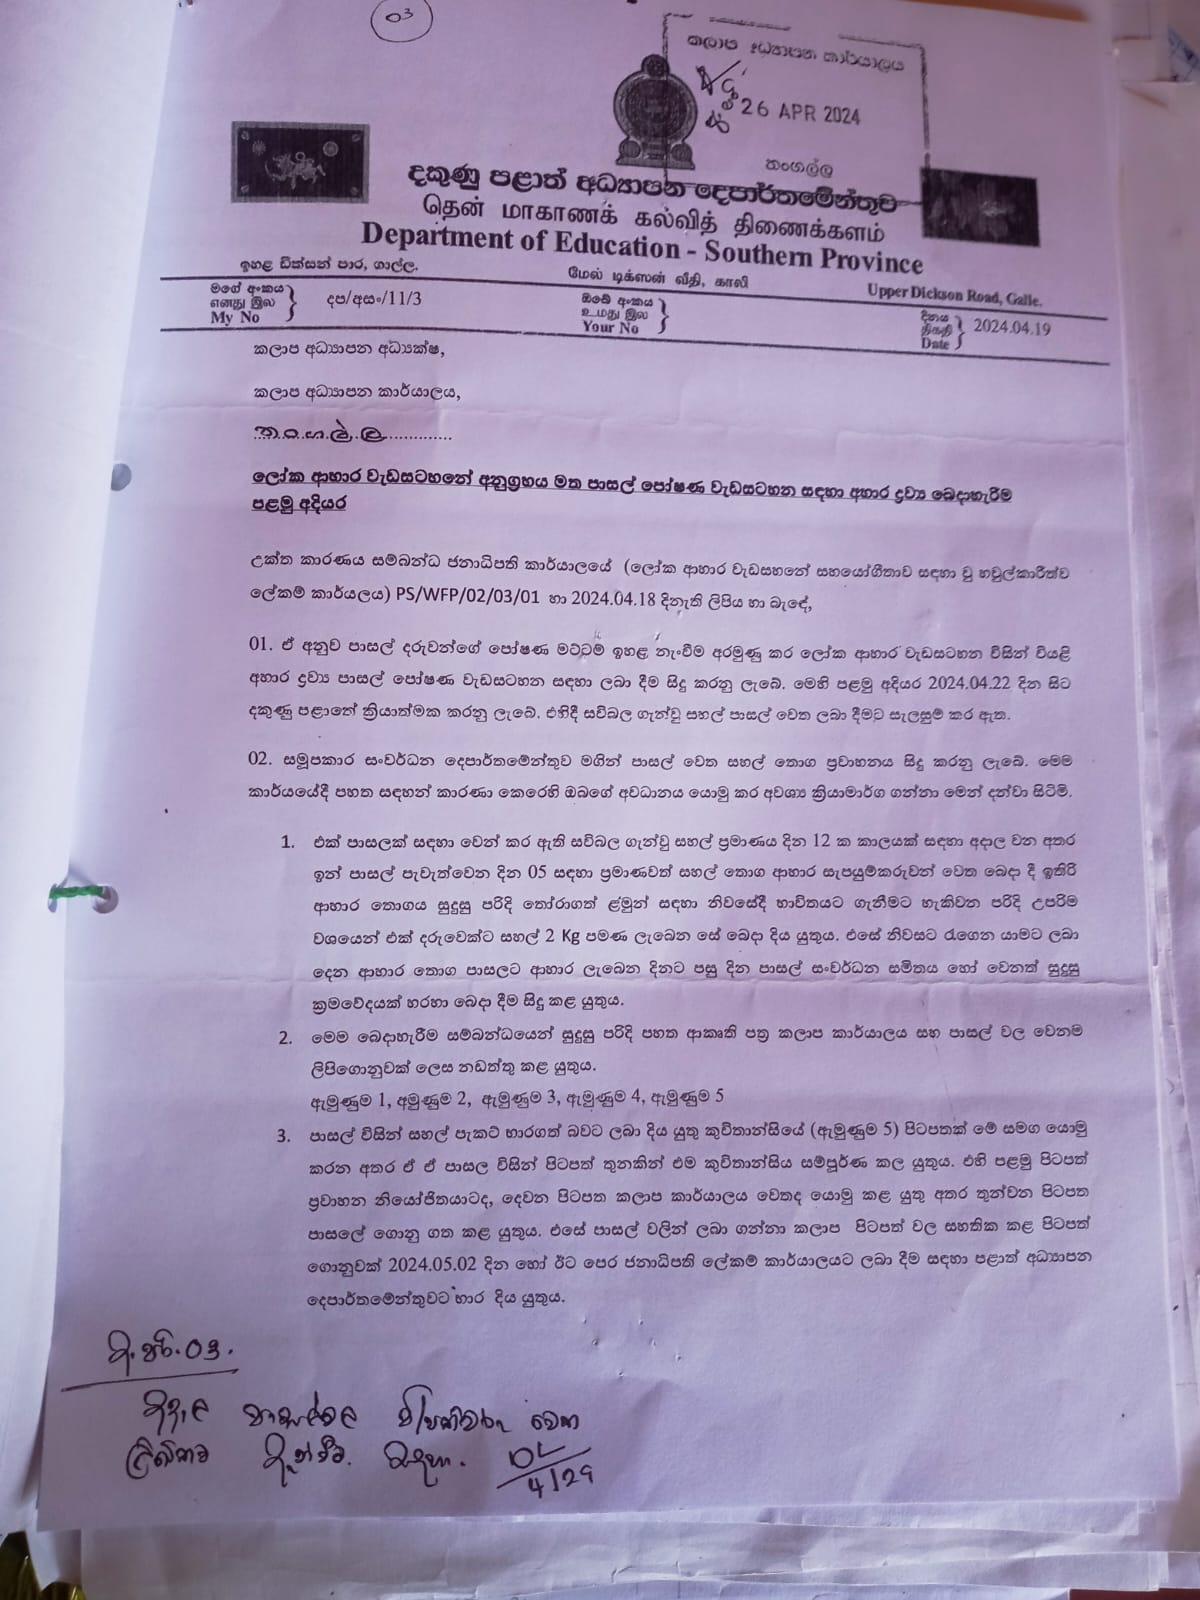 03
කලාප අධ්‍යාපන කාර්යාලය
26 APR 2024
තංගල්ල
දකුණු පළාත් අධ්‍යාපන දෙපාර්තමේන්තුව
தென் மாகாணக் கல்வித் திணைக்களம்
Department of Education - Southern Province
ඉහළ ඩික්සන් පාර, ගාල්ල.
மேல் டிக்ஸன் வீதி, காலி
Upper Dickson Road, Galle.
මගේ අංකය
எனது இல
My No
දප/අසං/11/3
ඔබේ අංකය
உமது இல
Your No
දිනය
திகதி
Date
2024.04.19
කලාප අධ්‍යාපන අධ්‍යක්ෂ,
කලාප අධ්‍යාපන කාර්යාලය,
තංගල්ල
ලෝක ආහාර වැඩසටහනේ අනුග්‍රහය මත පාසල් පෝෂණ වැඩසටහන සඳහා අහාර ද්‍රව්‍ය බෙදාහැරීම
පළමු අදියර
උක්ත කාරණය සම්බන්ධ ජනාධිපති කාර්යාලයේ (ලෝක ආහාර වැඩසහනේ සහයෝගීතාව සඳහා වු හවුල්කාරීත්ව
ලේකම් කාර්යලය) PS/WFP/02/03/01 හා 2024.04.18 දිනැති ලිපිය හා බැඳේ,
01. ඒ අනුව පාසල් දරුවන්ගේ පෝෂණ මට්ටම ඉහළ නැංවීම අරමුණු කර ලෝක ආහාර වැඩසටහන විසින් වියළි
අහාර ද්‍රව්‍ය පාසල් පෝෂණ වැඩසටහන සඳහා ලබා දීම සිදු කරනු ලැබේ. මෙහි පළමු අදියර 2024.04.22 දින සිට
දකුණු පළාතේ ක්‍රියාත්මක කරනු ලැබේ. එහිදී සවිබල ගැන්වූ සහල් පාසල් වෙත ලබා දීමට සැලසුම් කර ඇත.
02. සමූපකාර සංවර්ධන දෙපාර්තමේන්තුව මගින් පාසල් වෙත සහල් තොග ප්‍රවාහනය සිදු කරනු ලැබේ. මෙම
කාර්යයේදී පහත සඳහන් කාරණා කෙරෙහි ඔබගේ අවධානය යොමු කර අවශ්‍ය ක්‍රියාමාර්ග ගන්නා මෙන් දන්වා සිටිමි.
1. එක් පාසලක් සඳහා වෙන් කර ඇති සවිබල ගැන්වූ සහල් ප්‍රමාණය දින 12 ක කාලයක් සඳහා අදාල වන අතර
ඉන් පාසල් පැවැත්වෙන දින 05 සඳහා ප්‍රමාණවත් සහල් තොග ආහාර සැපයුම්කරුවන් වෙත බෙදා දී ඉතිරි
ආහාර තොගය සුදුසු පරිදි තෝරාගත් ළමුන් සඳහා නිවසේදී භාවිතයට ගැනීමට හැකිවන පරිදි උපරිම
වශයෙන් එක් දරුවෙක්ට සහල් 2 Kg පමණ ලැබෙන සේ බෙදා දිය යුතුය. එසේ නිවසට රැගෙන යාමට ලබා
දෙන ආහාර තොග පාසලට ආහාර ලැබෙන දිනට පසු දින පාසල් සංවර්ධන සමිතය හෝ වෙනත් සුදුසු
ක්‍රමවේදයක් හරහා බෙදා දීම සිදු කළ යුතුය.
2. මෙම බෙදාහැරීම සම්බන්ධයෙන් සුදුසු පරිදි පහත ආකෘති පත්‍ර කලාප කාර්යාලය සහ පාසල් වල වෙනම
ලිපිගොනුවක් ලෙස නඩත්තු කළ යුතුය.
ඇමුණුම 1, අමුණුම 2, ඇමුණුම 3, ඇමුණුම 4, ඇමුණුම 5
3. පාසල් විසින් සහල් පැකට් භාරගත් බවට ලබා දිය යුතු කුවිතාන්සියේ (ඇමුණුම 5) පිටපතක් මේ සමග යොමු
කරන අතර ඒ ඒ පාසල විසින් පිටපත් තුනකින් එම කුවිතාන්සිය සම්පූර්ණ කල යුතුය. එහි පළමු පිටපත්
ප්‍රවාහන නියෝජිතයාටද, දෙවන පිටපත කලාප කාර්යාලය වෙතද යොමු කළ යුතු අතර තුන්වන පිටපත
පාසලේ ගොනු ගත කළ යුතුය. එසේ පාසල් වලින් ලබා ගන්නා කලාප පිටපත් වල සහතික කළ පිටපත්
ගොනුවක් 2024.05.02 දින හෝ ඊට පෙර ජනාධිපති ලේකම් කාර්යාලයට ලබා දීම සඳහා පළාත් අධ්‍යාපන
දෙපාර්තමේන්තුවට භාර දිය යුතුය.
03.
අදාල පාසල්වල විදුහල්පතිවරු වෙත
ලිඛිතව දැන්වීම සඳහා.
4/29